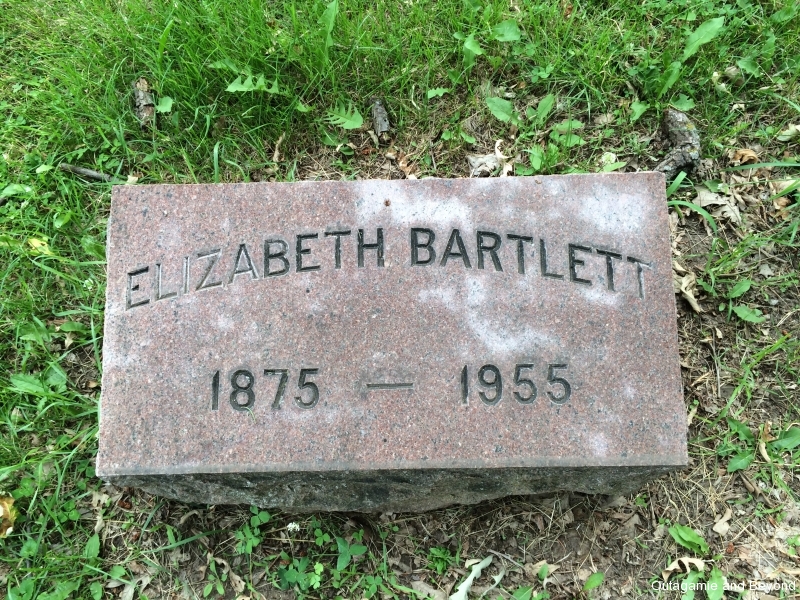 ELIZABETH BARTLETT
1875 — 1955
Outagamie and Beyond